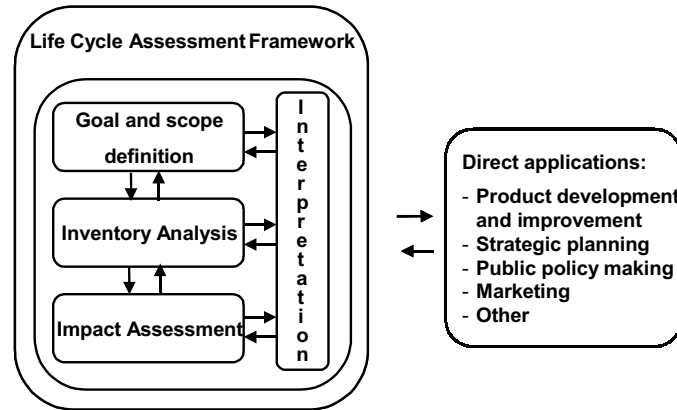 Life Cycle Assessment Framework
Goal and scope
definition
Inventory Analysis
Impact Assessment
Interpretation
Direct applications:
- Product development
and improvement
- Strategic planning
- Public policy making
- Marketing
- Other